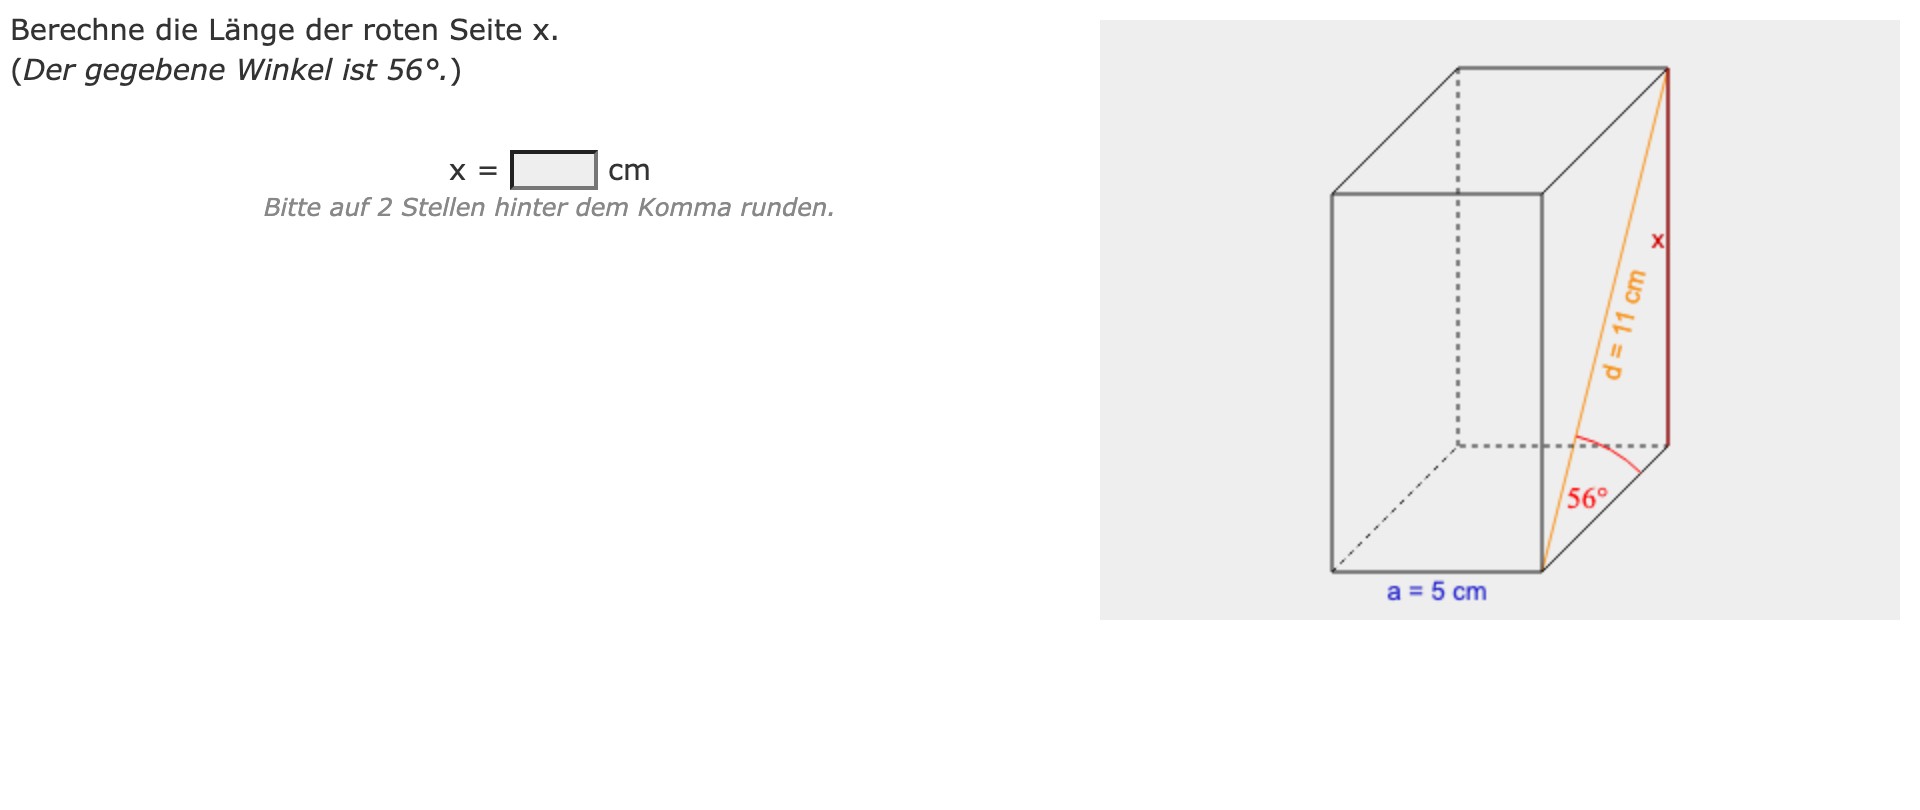 Berechne die Länge der roten Seite x.
(Der gegebene Winkel ist 56°.)
x = cm
Bitte auf 2 Stellen hinter dem Komma runden.
x
d = 11 cm
56°
a = 5 cm